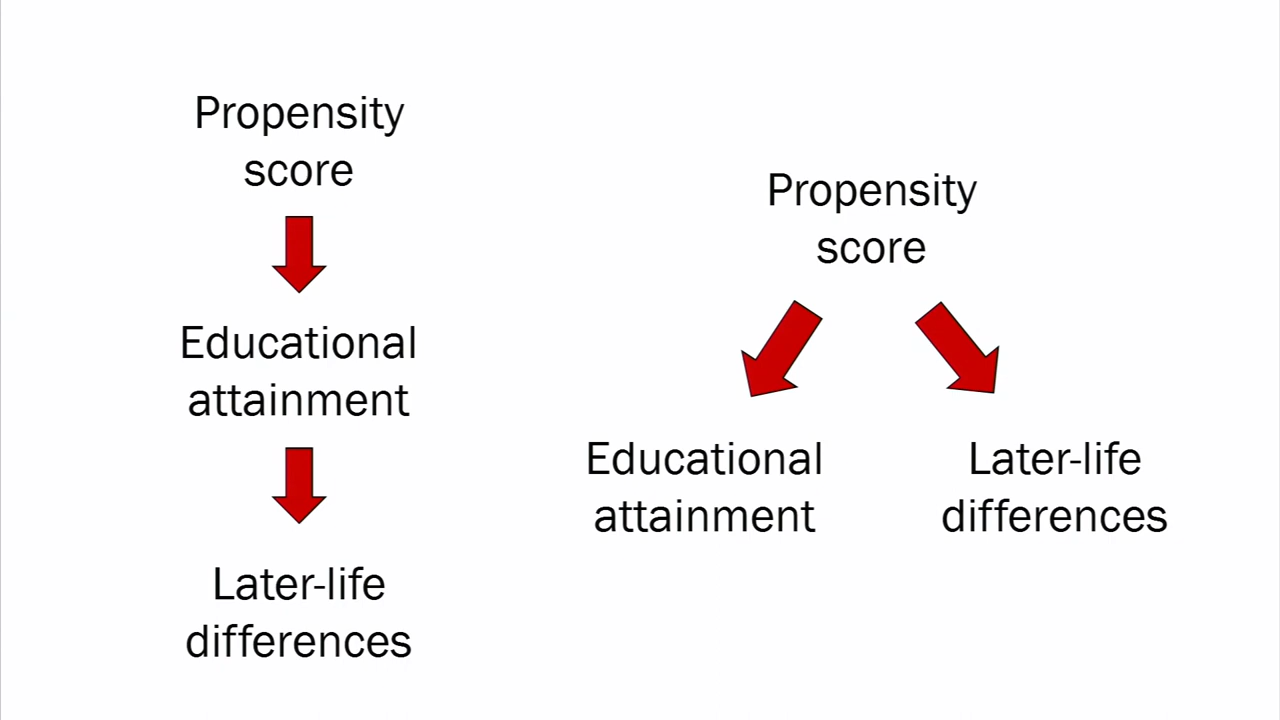 Propensity
score
Educational
attainment
Later-life
differences
Propensity
score
Educational
attainment
Later-life
differences